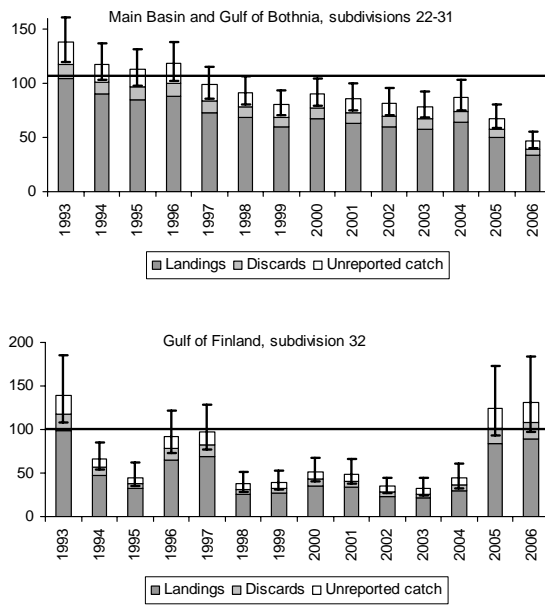 Main Basin and Gulf of Bothnia, subdivisions 22-31
150
100
50
0
1993 1994 1995 1996 1997 1998 1999 2000 2001 2002 2003 2004 2005 2006
Landings Discards Unreported catch
Gulf of Finland, subdivision 32
200
150
100
50
0
1993 1994 1995 1996 1997 1998 1999 2000 2001 2002 2003 2004 2005 2006
Landings Discards Unreported catch